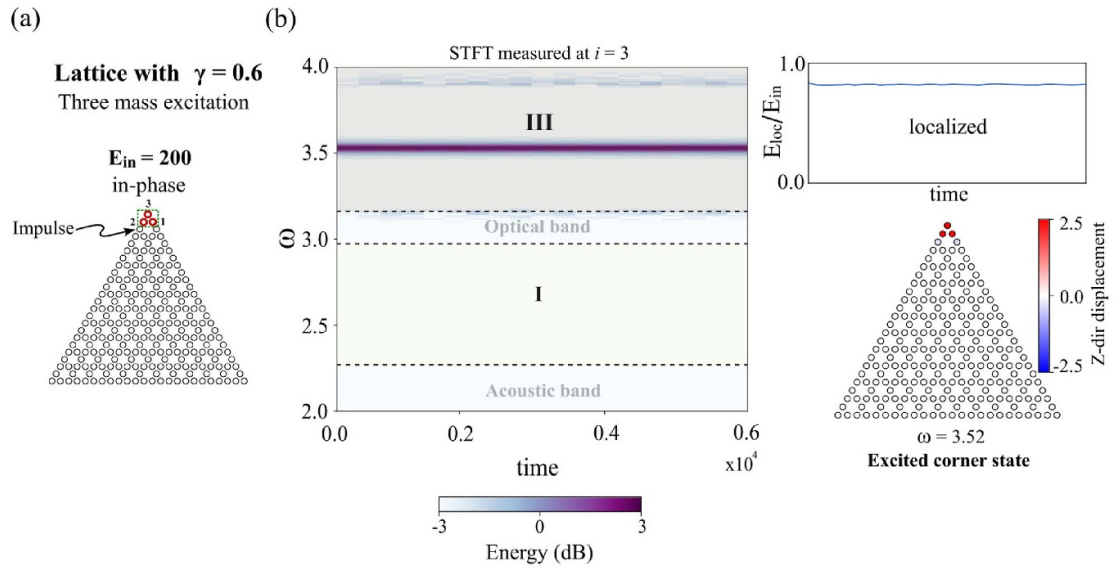 (a)
Lattice with γ = 0.6
Three mass excitation
E_in = 200
in-phase
3
2
1
Impulse
(b)
STFT measured at i = 3
4.0
3.5
3.0
2.5
2.0
ω
III
Optical band
I
Acoustic band
0.0
0.2
0.4
0.6
time
x10⁴
-3
0
3
Energy (dB)
1.0
0.0
E_loc/E_in
localized
time
2.5
0.0
-2.5
Z-dir displacement
ω = 3.52
Excited corner state